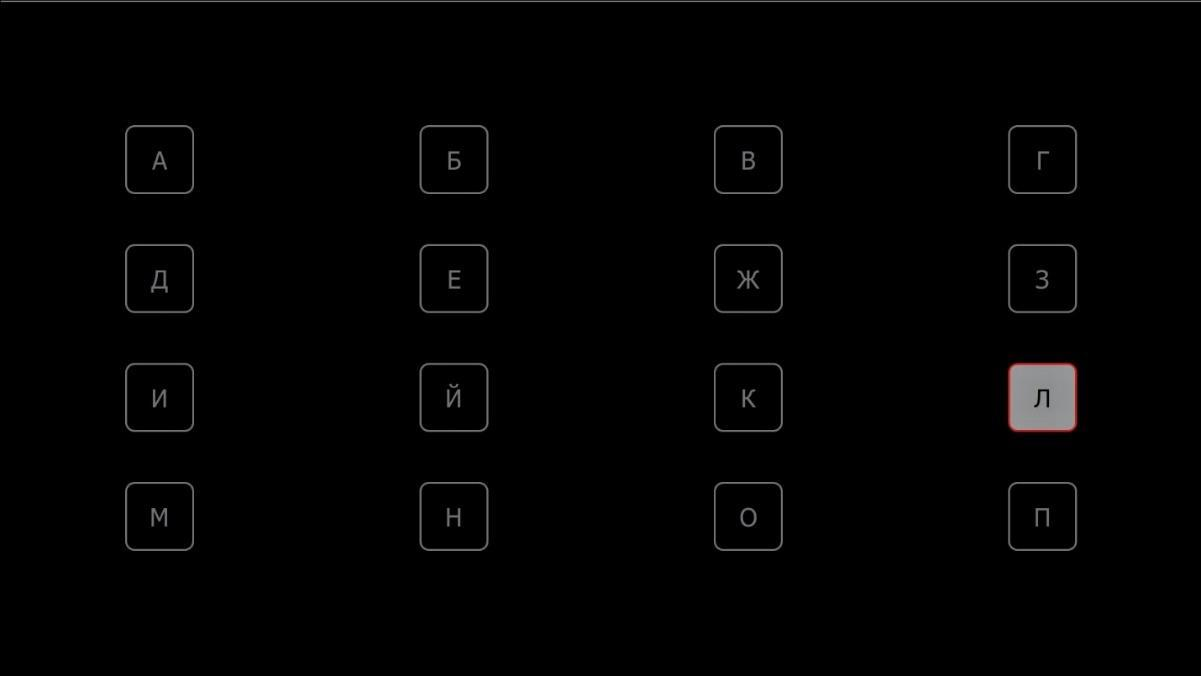 А Б В Г
Д Е Ж З
И Й К Л
М Н О П